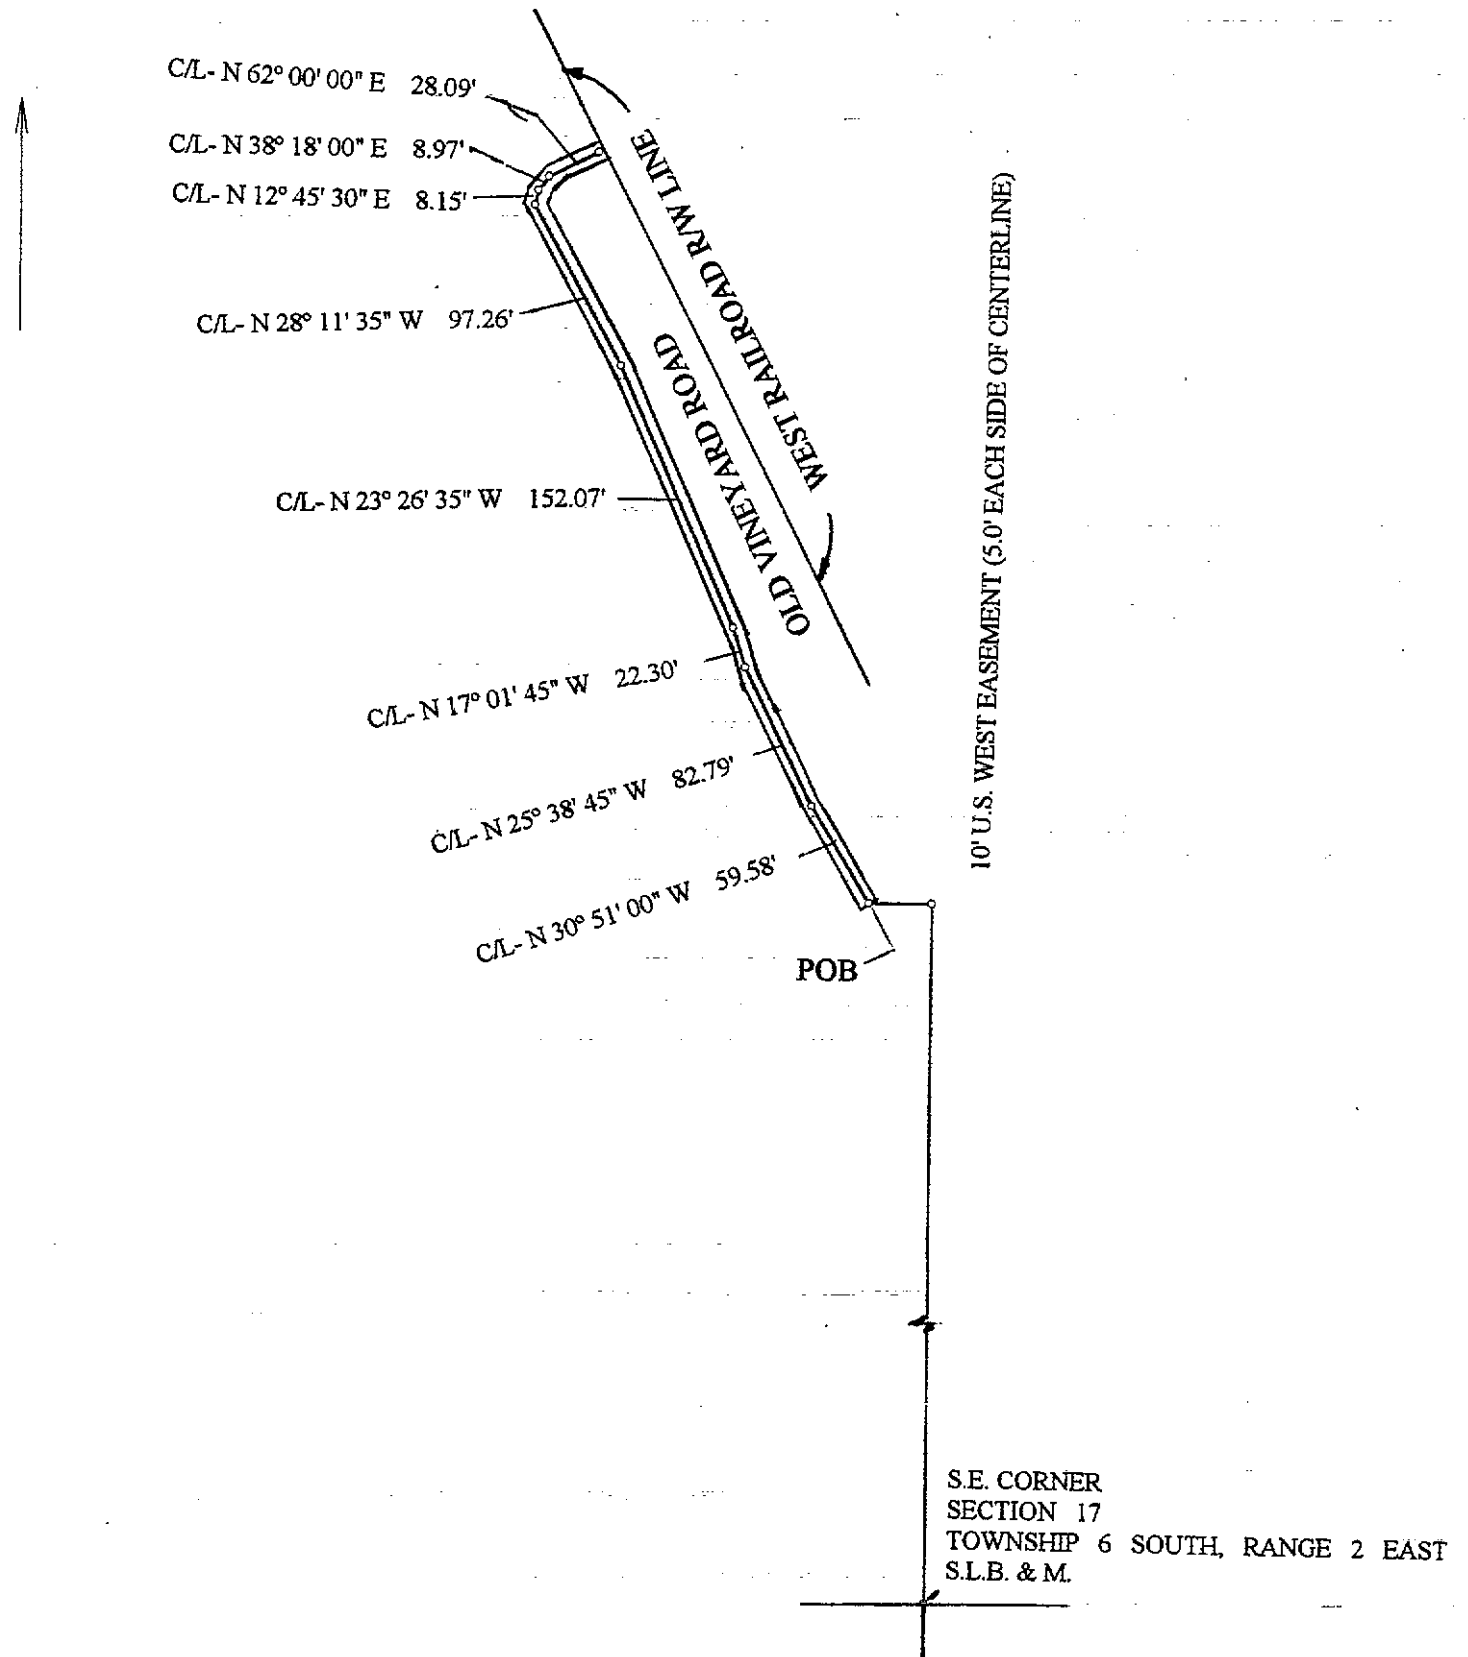 C/L- N 62° 00' 00" E 28.09'
C/L- N 38° 18' 00" E 8.97'
C/L- N 12° 45' 30" E 8.15'
C/L- N 28° 11' 35" W 97.26'
C/L- N 23° 26' 35" W 152.07'
C/L- N 17° 01' 45" W 22.30'
C/L- N 25° 38' 45" W 82.79'
C/L- N 30° 51' 00" W 59.58'
WEST RAILROAD R/W LINE
OLD VINEYARD ROAD
10' U.S. WEST EASEMENT (5.0' EACH SIDE OF CENTERLINE)
POB
S.E. CORNER
SECTION 17
TOWNSHIP 6 SOUTH, RANGE 2 EAST
S.L.B. & M.